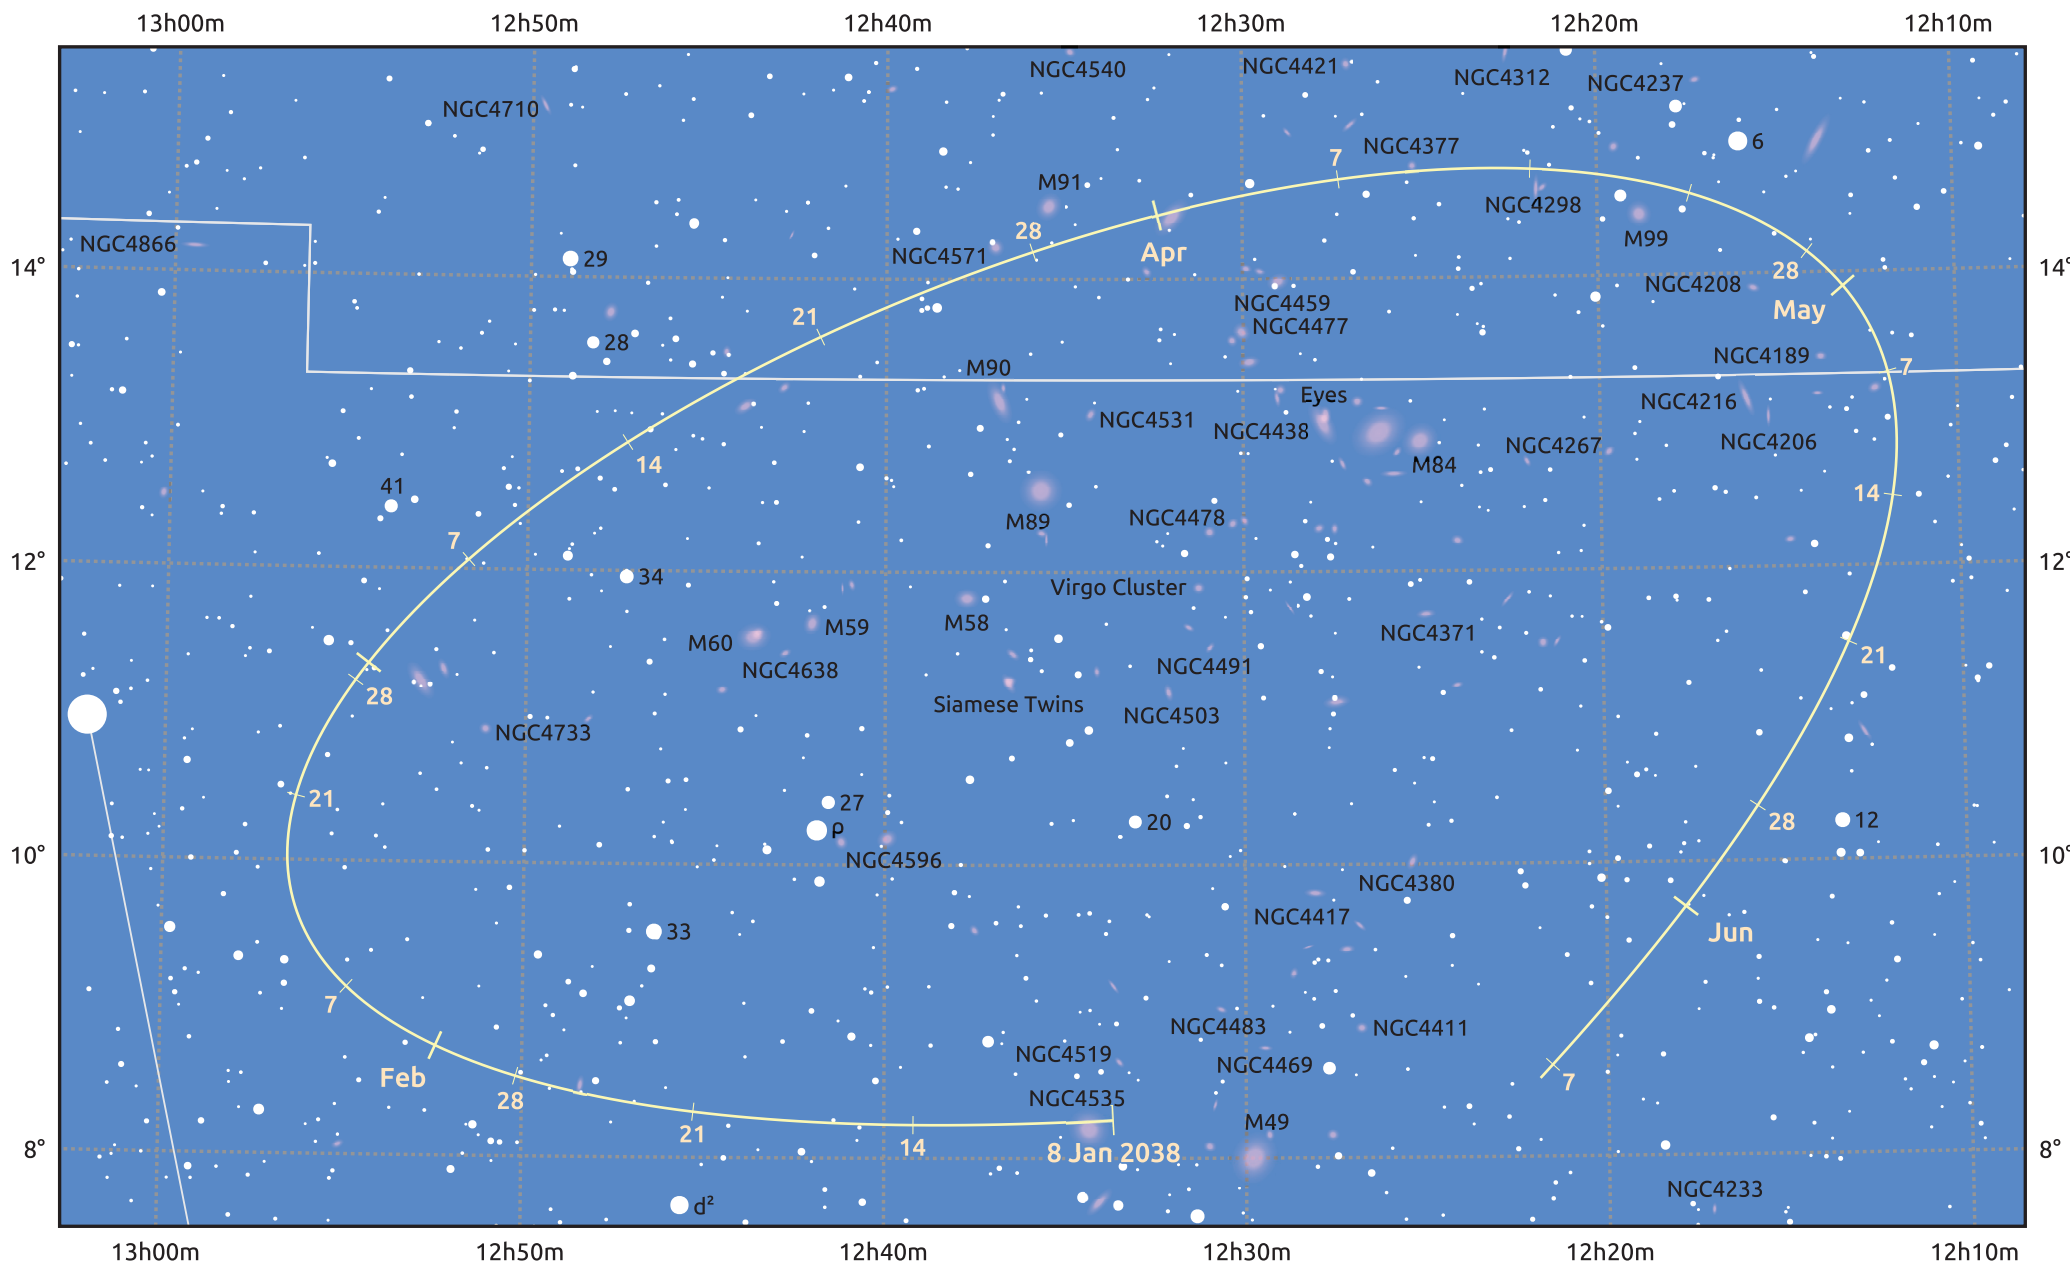 13h00m 12h50m 12h40m 12h30m 12h20m 12h10m
NGC4540 NGC4421 NGC4312 NGC4237
NGC4710
6
NGC4377
7
M91
NGC4298
28 M99
NGC4866 29 NGC4571 Apr
14° 28 14°
NGC4208
NGC4459 May
21 NGC4477
28 NGC4189
M90 7
Eyes NGC4216
NGC4531 NGC4438
NGC4267 NGC4206
14 M84
41 14
M89 NGC4478
7
12° 12°
34 Virgo Cluster
M60 M59 M58 NGC4371
21
NGC4638 NGC4491
28
Siamese Twins NGC4503
NGC4733
21 27 28 12
ρ 20
10° NGC4596 10°
NGC4380
NGC4417
33 Jun
7
NGC4483 NGC4411
NGC4519 NGC4469
Feb 7
28 NGC4535
M49
21 14
8° 8 Jan 2038 8°
NGC4233
d²
13h00m 12h50m 12h40m 12h30m 12h20m 12h10m